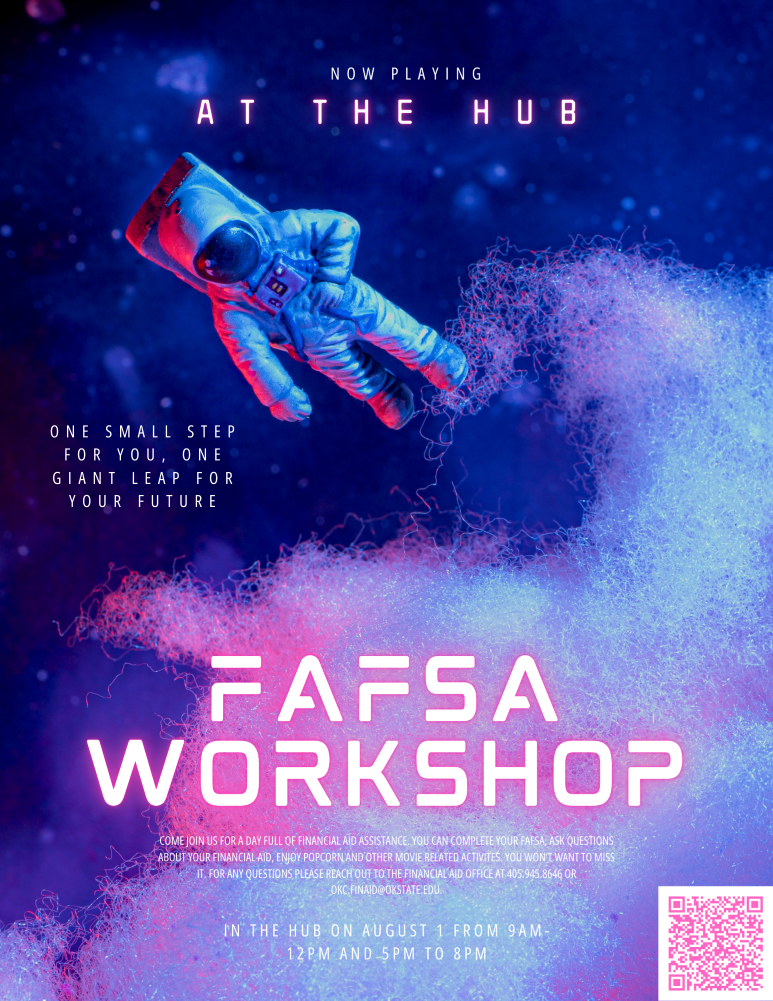 NOW PLAYING
AT THE HUB
ONE SMALL STEP
FOR YOU, ONE
GIANT LEAP FOR
YOUR FUTURE
FAFSA
WORKSHOP
COME JOIN US FOR A DAY FULL OF FINANCIAL AID ASSISTANCE. YOU CAN COMPLETE YOUR FAFSA, ASK QUESTIONS
ABOUT YOUR FINANCIAL AID, ENJOY POPCORN AND OTHER MOVIE RELATED ACTIVITES. YOU WON'T WANT TO MISS
IT. FOR ANY QUESTIONS PLEASE REACH OUT TO THE FINANCIAL AID OFFICE AT 405.945.8646 OR
OKC.FINAID@OKSTATE.EDU.
IN THE HUB ON AUGUST 1 FROM 9AM-
12PM AND 5PM TO 8PM